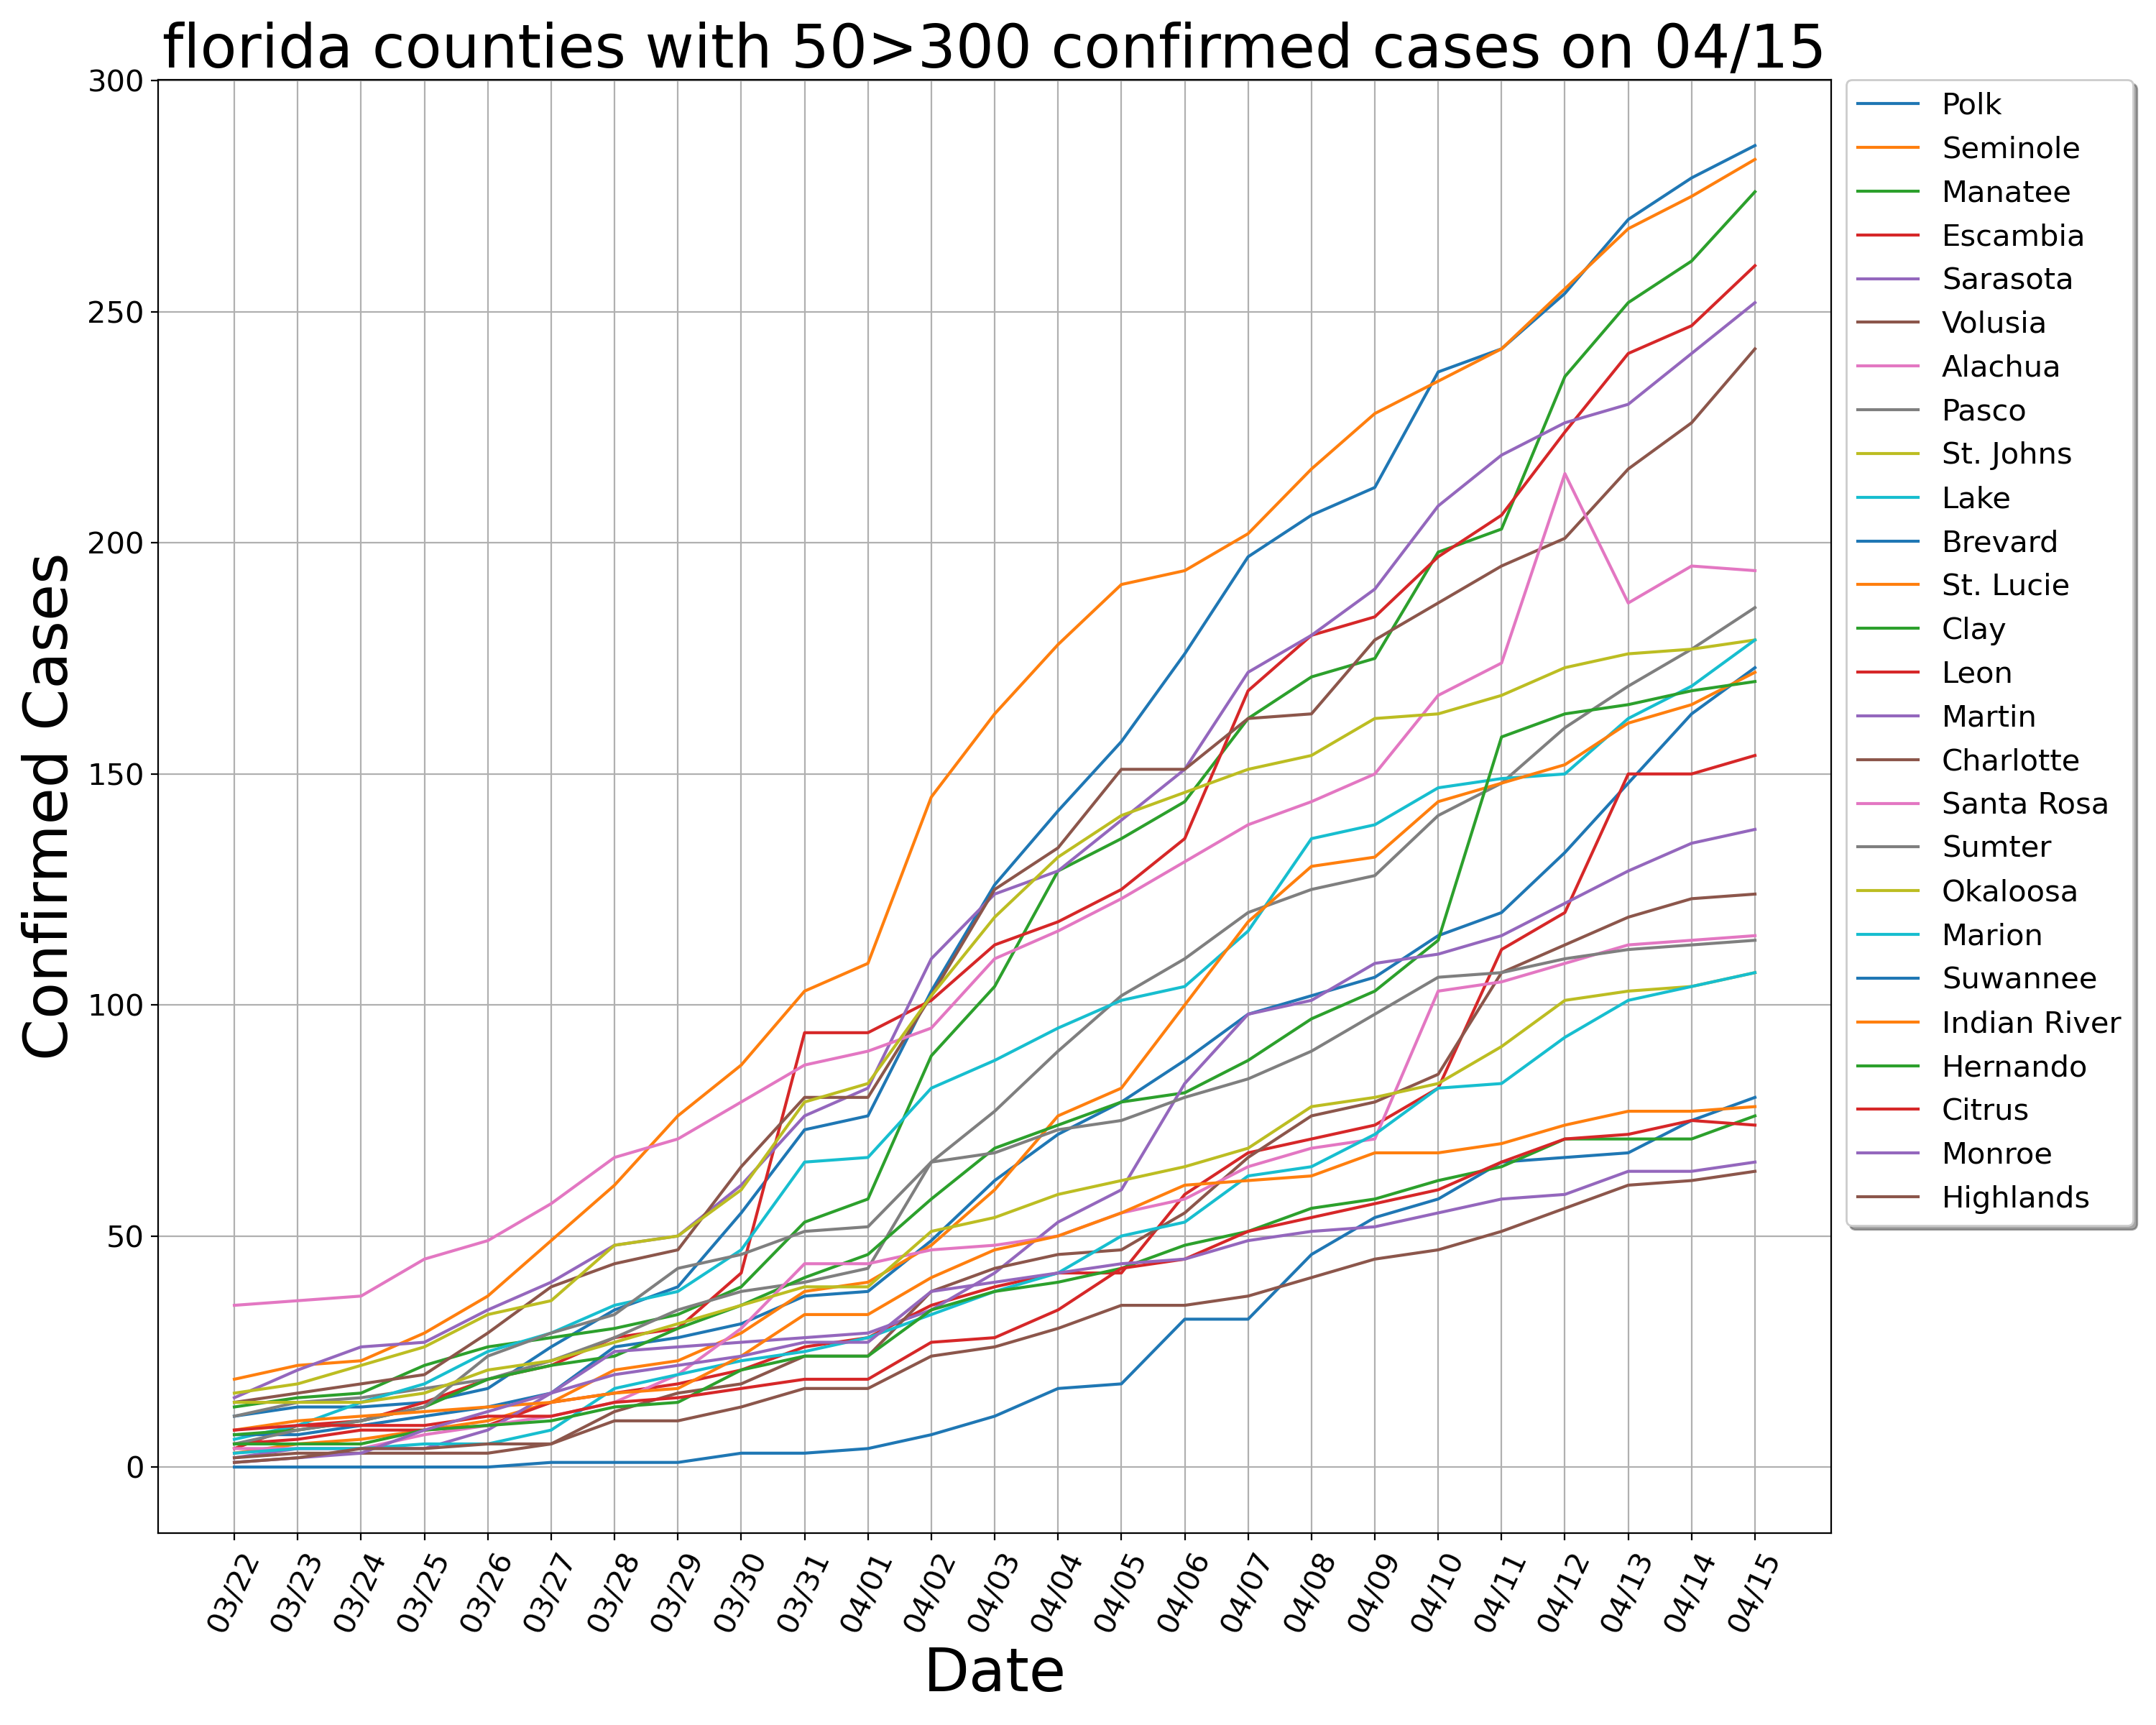 florida counties with 50>300 confirmed cases on 04/15
300
250
200
150
100
50
0
Confirmed Cases
03/22
03/23
03/24
03/25
03/26
03/27
03/28
03/29
03/30
03/31
04/01
04/02
04/03
04/04
04/05
04/06
04/07
04/08
04/09
04/10
04/11
04/12
04/13
04/14
04/15
Date
Polk
Seminole
Manatee
Escambia
Sarasota
Volusia
Alachua
Pasco
St. Johns
Lake
Brevard
St. Lucie
Clay
Leon
Martin
Charlotte
Santa Rosa
Sumter
Okaloosa
Marion
Suwannee
Indian River
Hernando
Citrus
Monroe
Highlands